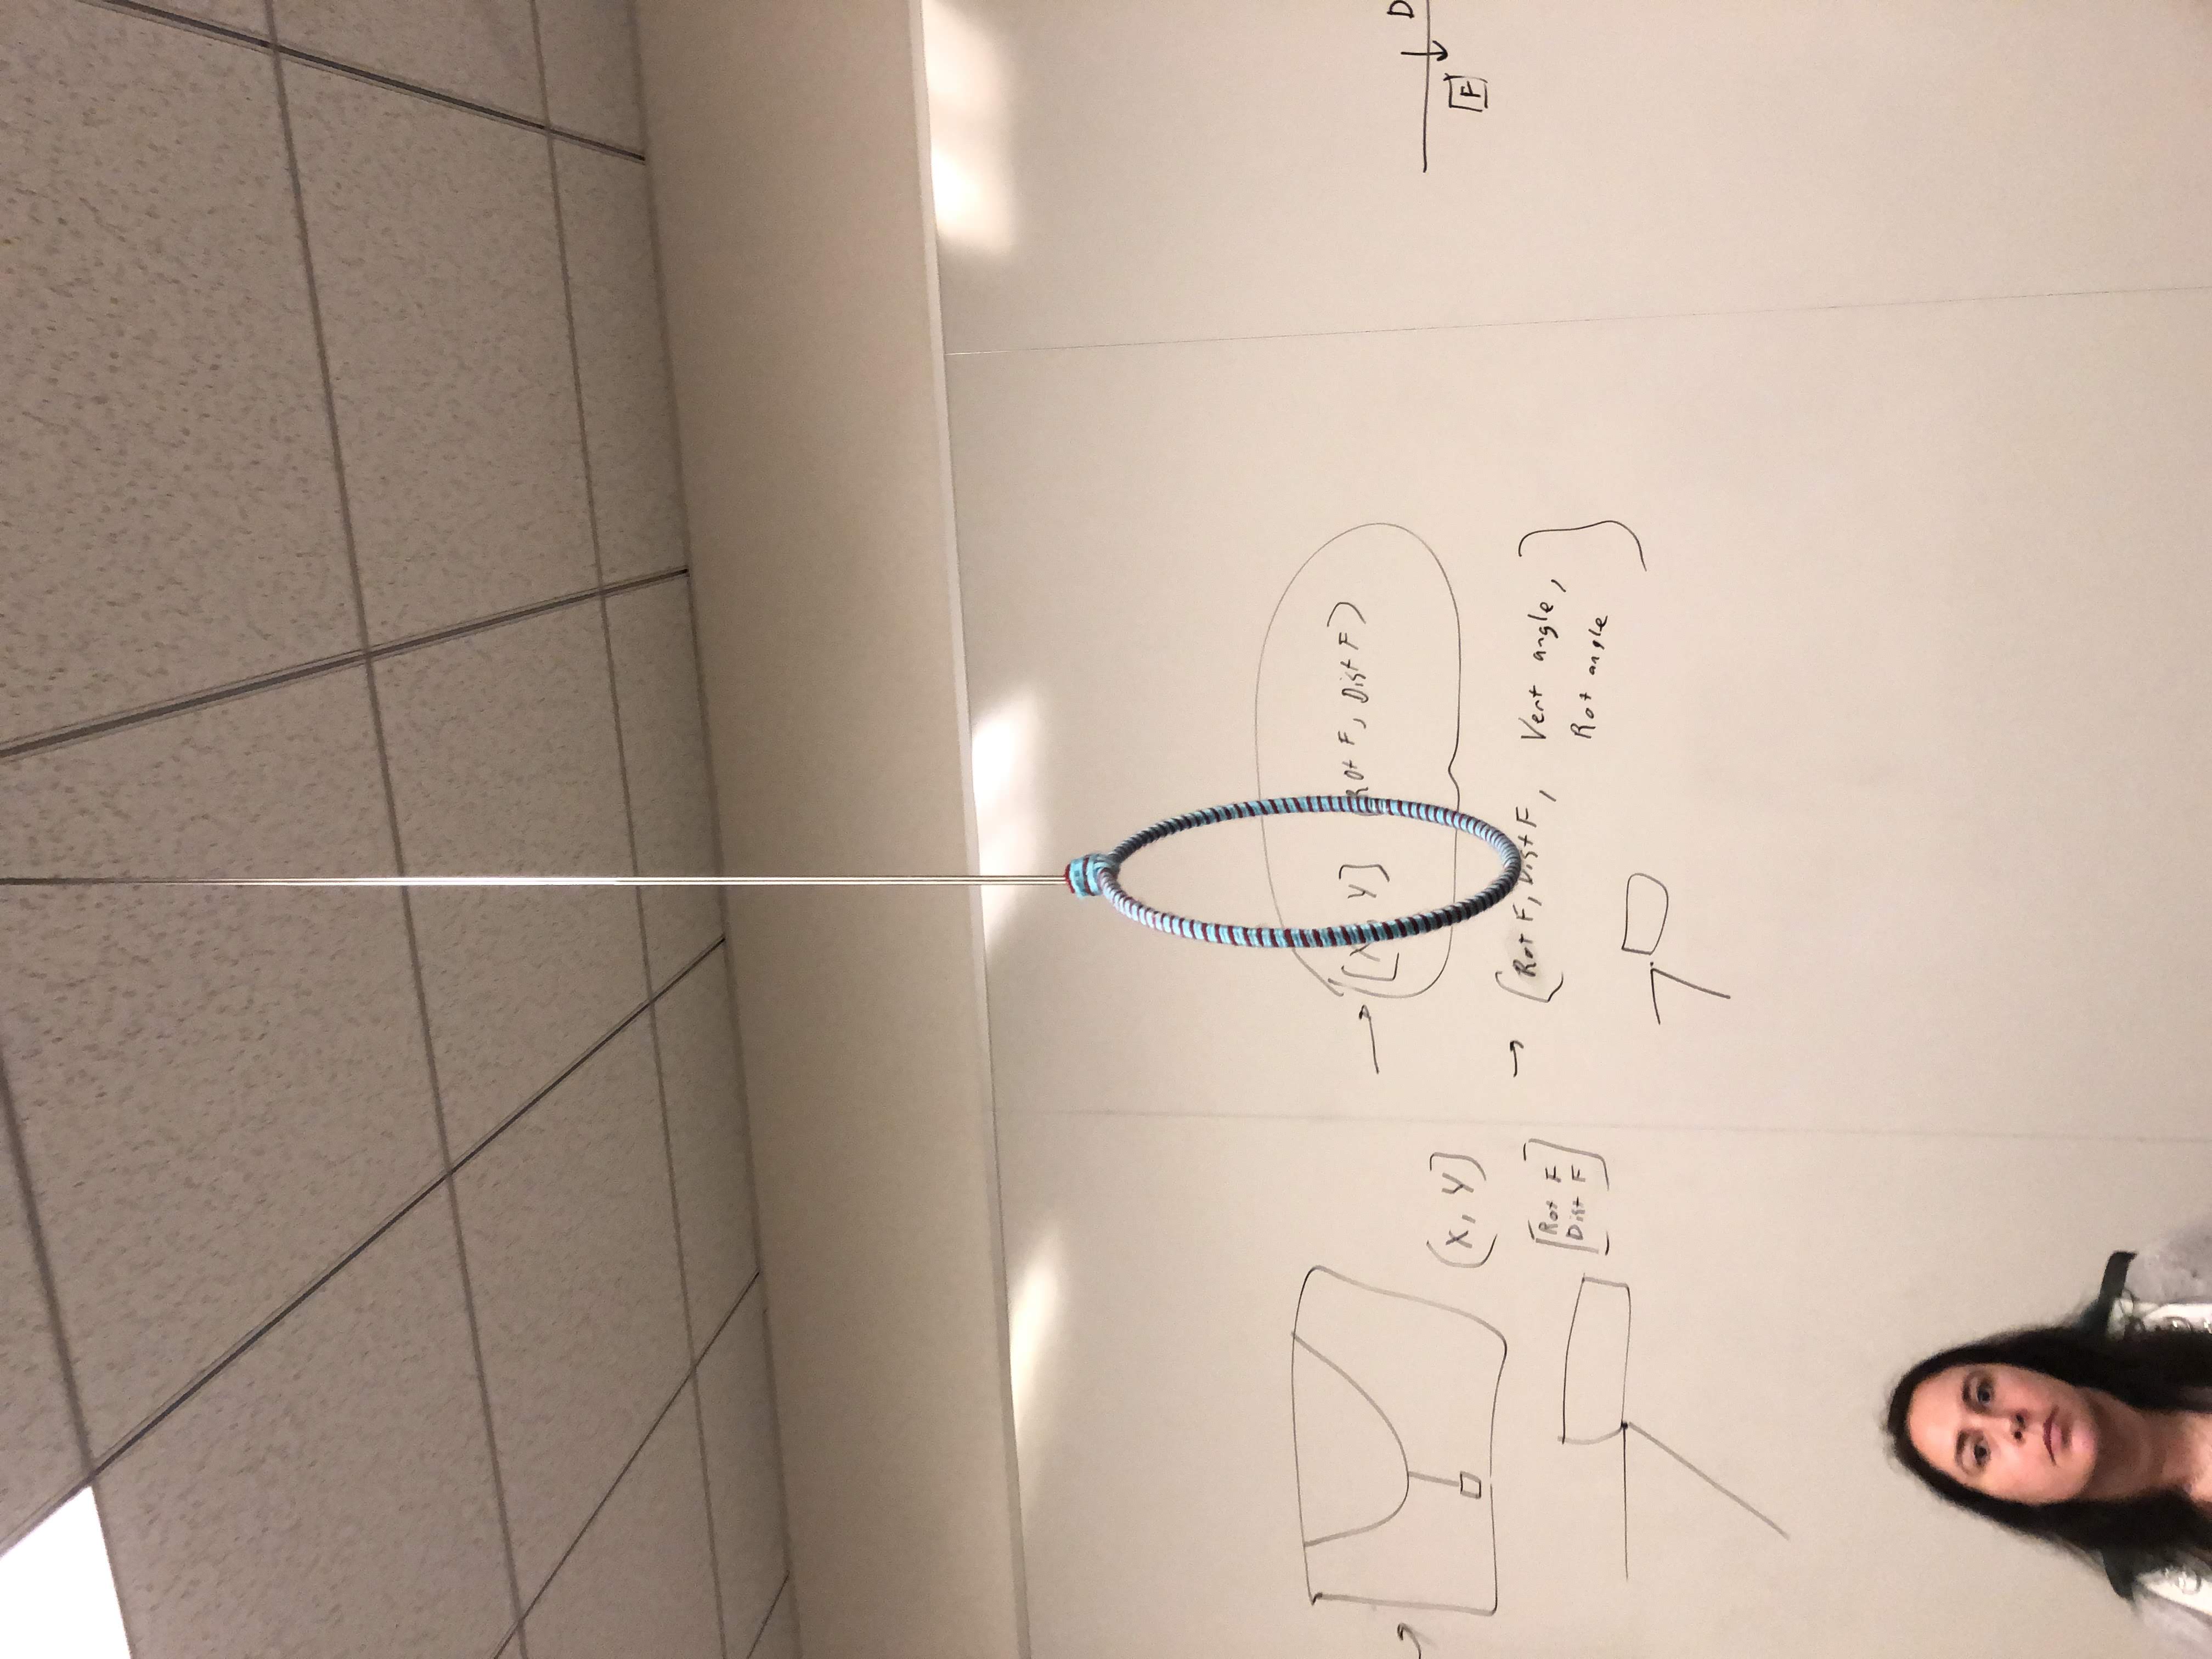 (X, Y]
[Rot F
Dist F]
→ [X, Y] (Rot F, Dist F)
→ [Rot F, Dist F, Vert angle,
Rot angle ]
D
F